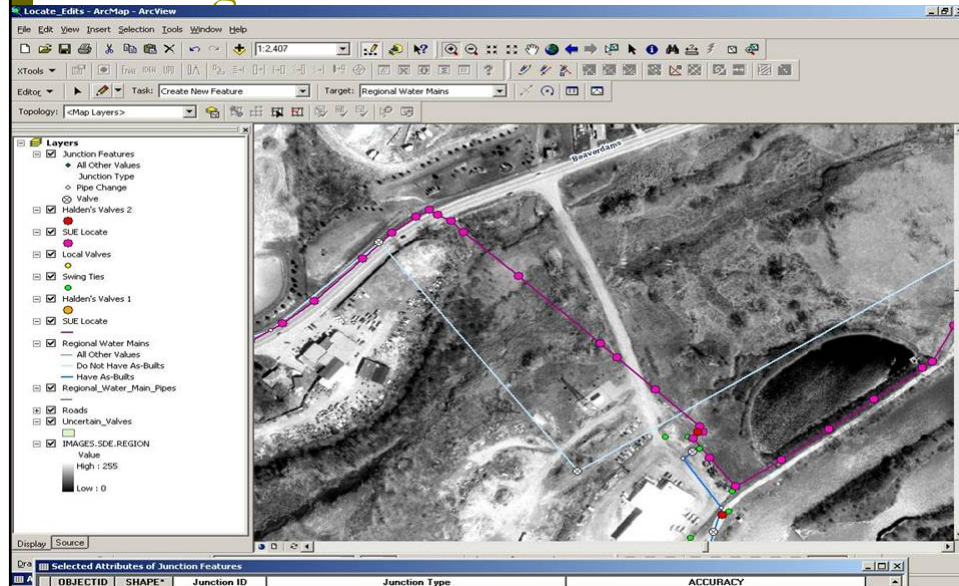 Locate_Edits - ArcMap - ArcView
File Edit View Insert Selection Tools Window Help
1:2,407
XTools
Editor Task: Create New Feature Target: Regional Water Mains
Topology: <Map Layers>
Layers
Junction Features
All Other Values
Junction Type
Pipe Change
Valve
Halden's Valves 2
SUE Locate
Local Valves
Swing Ties
Halden's Valves 1
SUE Locate
Regional Water Mains
All Other Values
Do Not Have As-Builts
Have As-Builts
Regional_Water_Main_Pipes
Roads
Uncertain_Valves
IMAGES.SDE.REGION
Value
High : 255
Low : 0
Beaverdams
Display Source
Dra
Selected Attributes of Junction Features
OBJECTID SHAPE* Junction ID Junction Type ACCURACY